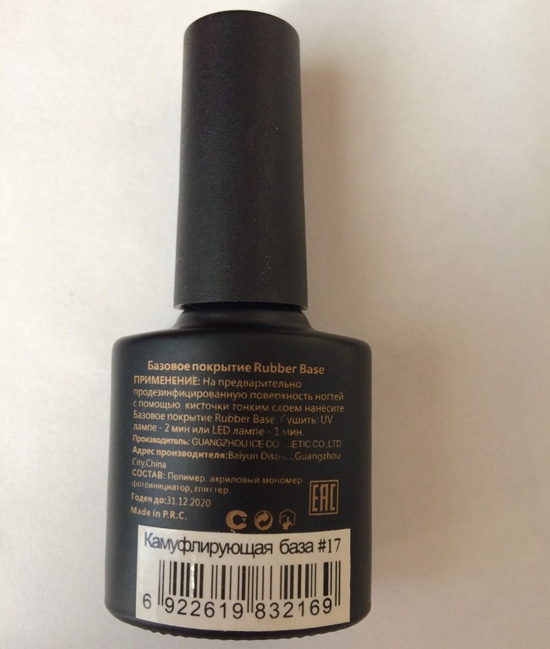 Базовое покрытие Rubber Base
ПРИМЕНЕНИЕ: На предварительно
продезинфицированную поверхность ногтей
с помощью кисточки тонким слоем нанесите
Базовое покрытие Rubber Base. Сушить: UV
лампе - 2 мин или LED лампе - 1 мин.
Производитель: GUANGZHOU ICE CO.,LTD
Адрес производителя:Baiyun Guangzhou
City,China
СОСТАВ: Полимер, акриловый мономер,
фотоинициатор, глиттер
Годен до:31.12.2020
Made in P.R.C.
EAC
Камуфлирующая база #17
6 922619 832169